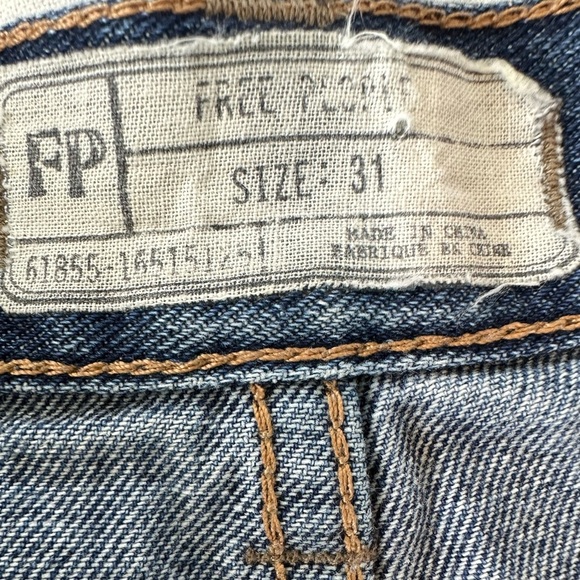 FREE PEOPLE
FP
SIZE: 31
MADE IN CHINA
FABRIQUE EN CHINE